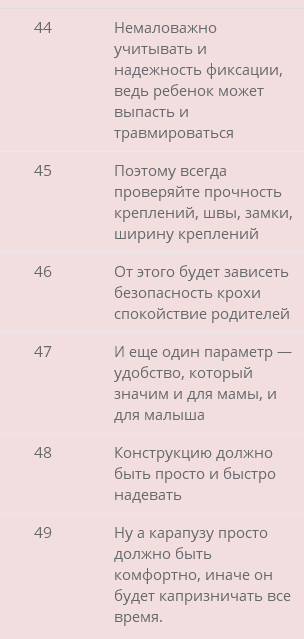 44
Немаловажно
учитывать и
надежность фиксации,
ведь ребенок может
выпасть и
травмироваться
45
Поэтому всегда
проверяйте прочность
креплений, швы, замки,
ширину креплений
46
От этого будет зависеть
безопасность крохи
спокойствие родителей
47
И еще один параметр —
удобство, который
значим и для мамы, и
для малыша
48
Конструкцию должно
быть просто и быстро
надевать
49
Ну а карапузу просто
должно быть
комфортно, иначе он
будет капризничать все
время.